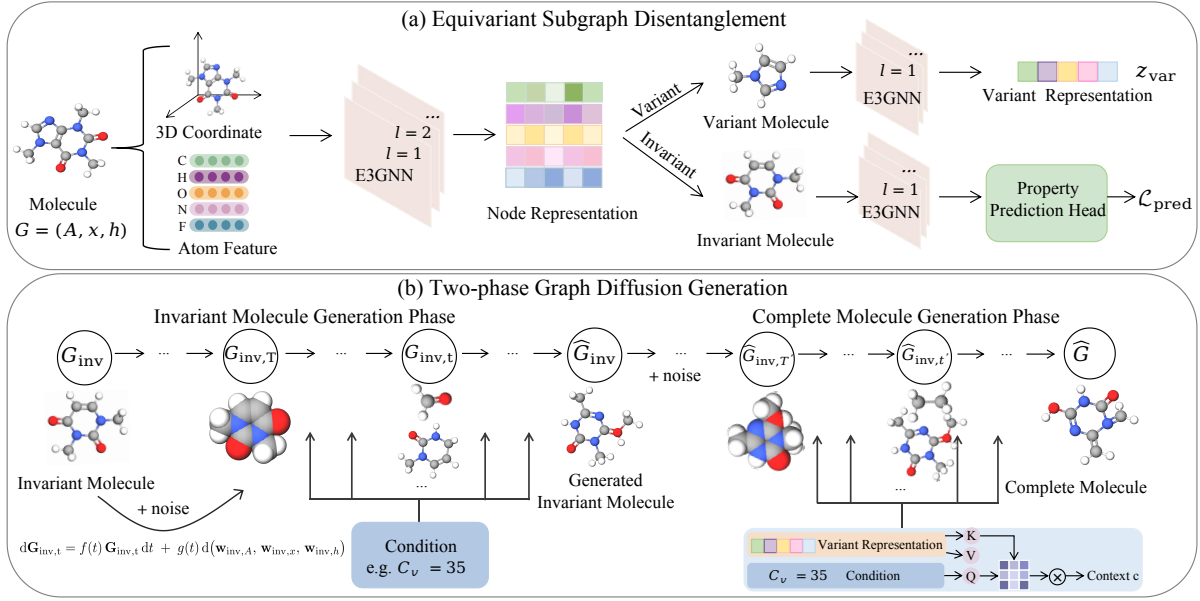 (a) Equivariant Subgraph Disentanglement
3D Coordinate
Molecule
G = (A, x, h)
C
H
O
N
F
Atom Feature
...
l = 2
l = 1
E3GNN
...
Node Representation
Variant
Invariant
Variant Molecule
Invariant Molecule
...
l = 1
E3GNN
z_var
Variant Representation
...
l = 1
E3GNN
Property
Prediction Head
ℒ_pred
(b) Two-phase Graph Diffusion Generation
Invariant Molecule Generation Phase
Complete Molecule Generation Phase
G_inv
...
G_inv,T
...
G_inv,t
...
Ĝ_inv
...
+ noise
Ĝ_inv,T′
...
Ĝ_inv,t′
...
Ĝ
Invariant Molecule
+ noise
dG_inv,t = f(t) G_inv,t dt + g(t) d(w_inv,A, w_inv,x, w_inv,h)
...
Condition
e.g. C_v = 35
Generated
Invariant Molecule
...
Complete Molecule
Variant Representation
K
V
C_v = 35 Condition
Q
⊗
Context c